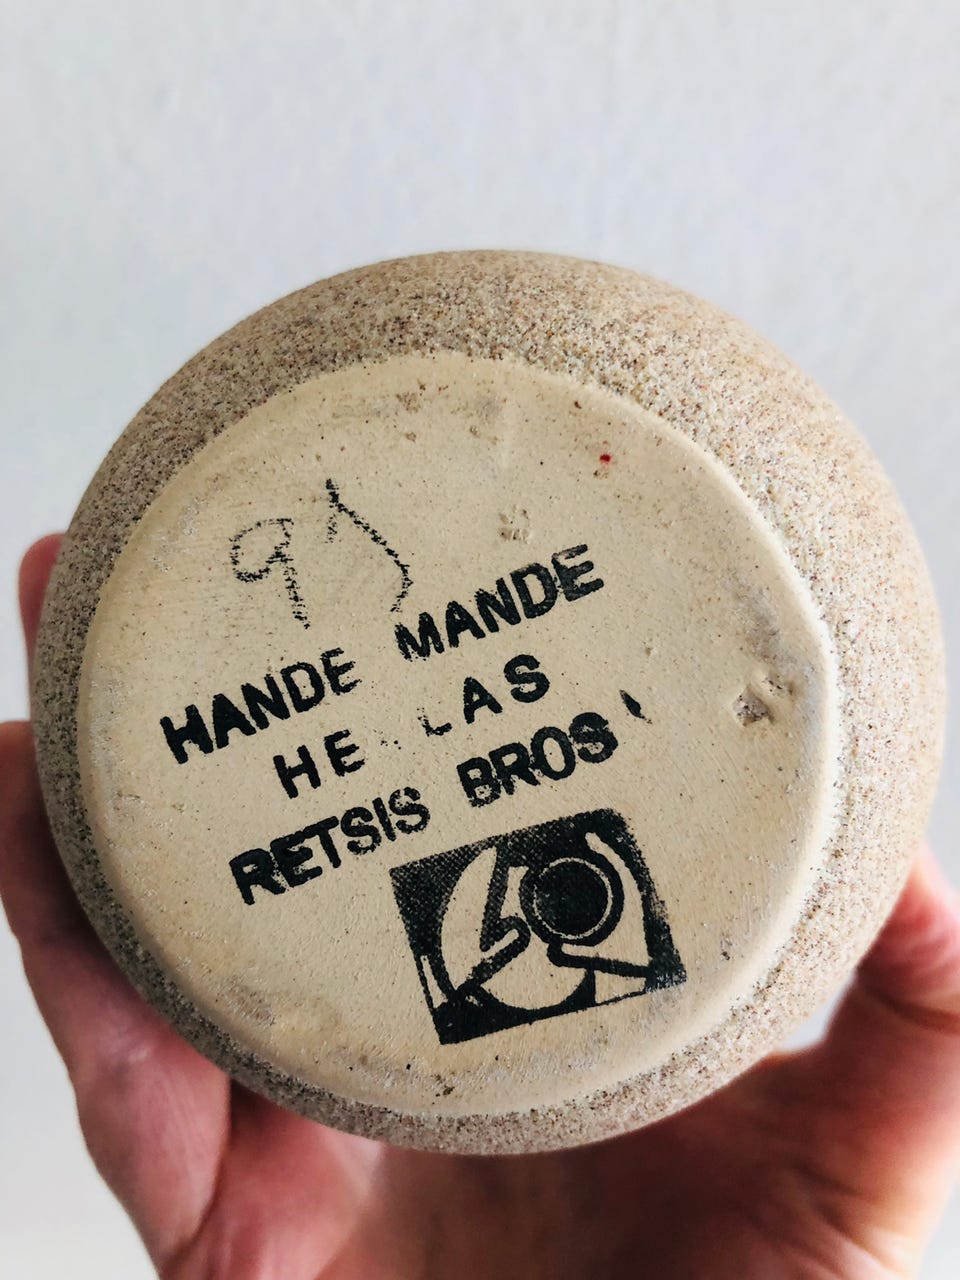 HANDE MANDE
HE LAS
RETSIS BROS